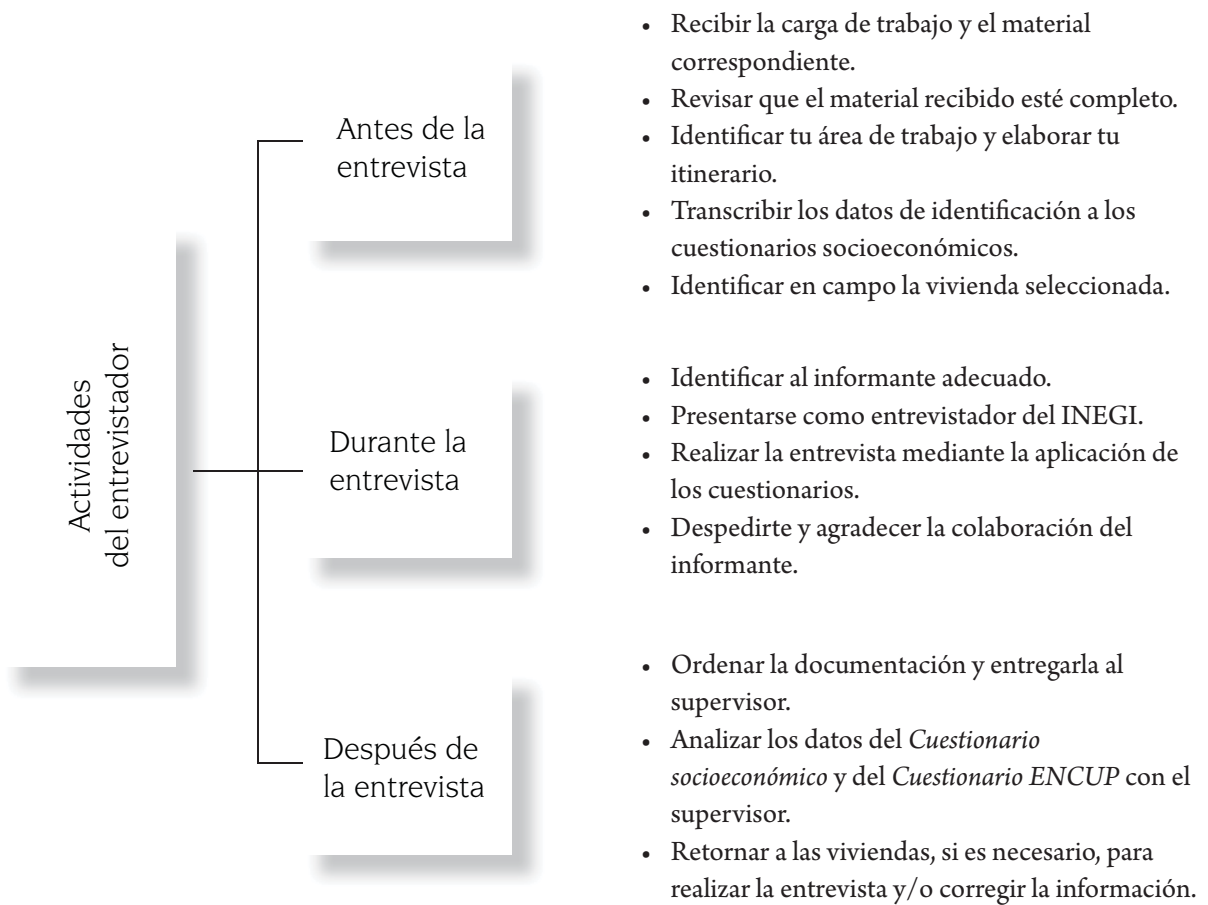 Actividades
del entrevistador
Antes de la
entrevista
• Recibir la carga de trabajo y el material
correspondiente.
• Revisar que el material recibido esté completo.
• Identificar tu área de trabajo y elaborar tu
itinerario.
• Transcribir los datos de identificación a los
cuestionarios socioeconómicos.
• Identificar en campo la vivienda seleccionada.
Durante la
entrevista
• Identificar al informante adecuado.
• Presentarse como entrevistador del INEGI.
• Realizar la entrevista mediante la aplicación de
los cuestionarios.
• Despedirte y agradecer la colaboración del
informante.
Después de
la entrevista
• Ordenar la documentación y entregarla al
supervisor.
• Analizar los datos del Cuestionario
socioeconómico y del Cuestionario ENCUP con el
supervisor.
• Retornar a las viviendas, si es necesario, para
realizar la entrevista y/o corregir la información.